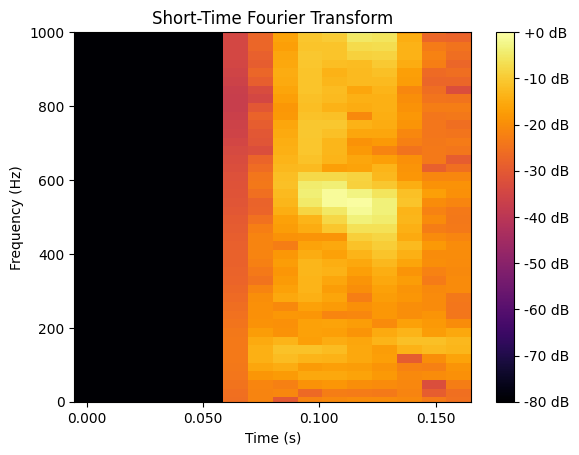 Short-Time Fourier Transform
1000
800
600
400
200
0
Frequency (Hz)
0.000
0.050
0.100
0.150
Time (s)
+0 dB
-10 dB
-20 dB
-30 dB
-40 dB
-50 dB
-60 dB
-70 dB
-80 dB